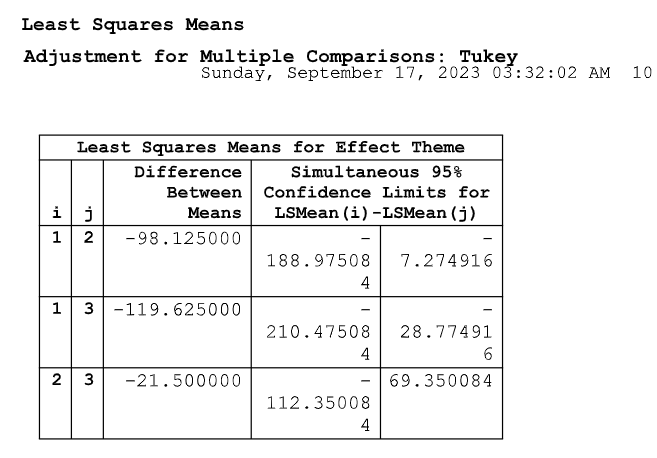 Least Squares Means
Adjustment for Multiple Comparisons: Tukey
Sunday, September 17, 2023 03:32:02 AM 10
Least Squares Means for Effect Theme
i j Difference Between Means Simultaneous 95% Confidence Limits for LSMean(i)-LSMean(j)
1 2 -98.125000 -188.975084 -7.274916
1 3 -119.625000 -210.475084 -28.774916
2 3 -21.500000 -112.350084 69.350084